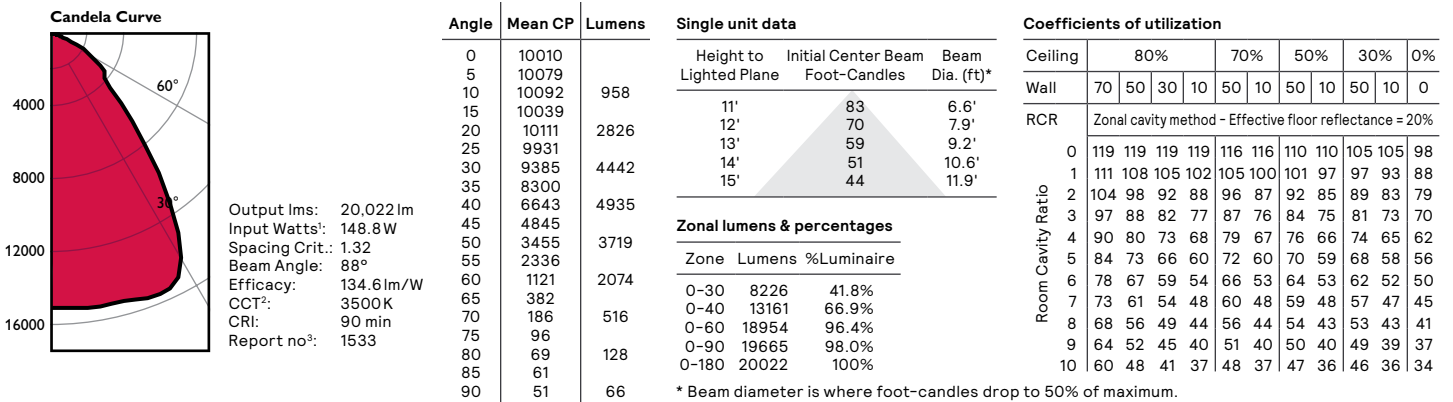 Candela Curve
60°
4000
8000
30°
12000
16000
Output lms: 20,022 lm
Input Watts¹: 148.8 W
Spacing Crit.: 1.32
Beam Angle: 88°
Efficacy: 134.6 lm/W
CCT²: 3500 K
CRI: 90 min
Report no³: 1533
Angle Mean CP Lumens
0 10010
5 10079
10 10092 958
15 10039
20 10111 2826
25 9931
30 9385 4442
35 8300
40 6643 4935
45 4845
50 3455 3719
55 2336
60 1121 2074
65 382
70 186 516
75 96
80 69 128
85 61
90 51 66
Single unit data
Height to Initial Center Beam Beam
Lighted Plane Foot-Candles Dia. (ft)*
11' 83 6.6'
12' 70 7.9'
13' 59 9.2'
14' 51 10.6'
15' 44 11.9'
Zonal lumens & percentages
Zone Lumens %Luminaire
0-30 8226 41.8%
0-40 13161 66.9%
0-60 18954 96.4%
0-90 19665 98.0%
0-180 20022 100%
* Beam diameter is where foot-candles drop to 50% of maximum.
Coefficients of utilization
Ceiling 80% 70% 50% 30% 0%
Wall 70 50 30 10 50 10 50 10 50 10 0
RCR Zonal cavity method - Effective floor reflectance = 20%
Room Cavity Ratio
0 119 119 119 119 116 116 110 110 105 105 98
1 111 108 105 102 105 100 101 97 97 93 88
2 104 98 92 88 96 87 92 85 89 83 79
3 97 88 82 77 87 76 84 75 81 73 70
4 90 80 73 68 79 67 76 66 74 65 62
5 84 73 66 60 72 60 70 59 68 58 56
6 78 67 59 54 66 53 64 53 62 52 50
7 73 61 54 48 60 48 59 48 57 47 45
8 68 56 49 44 56 44 54 43 53 43 41
9 64 52 45 40 51 40 50 40 49 39 37
10 60 48 41 37 48 37 47 36 46 36 34